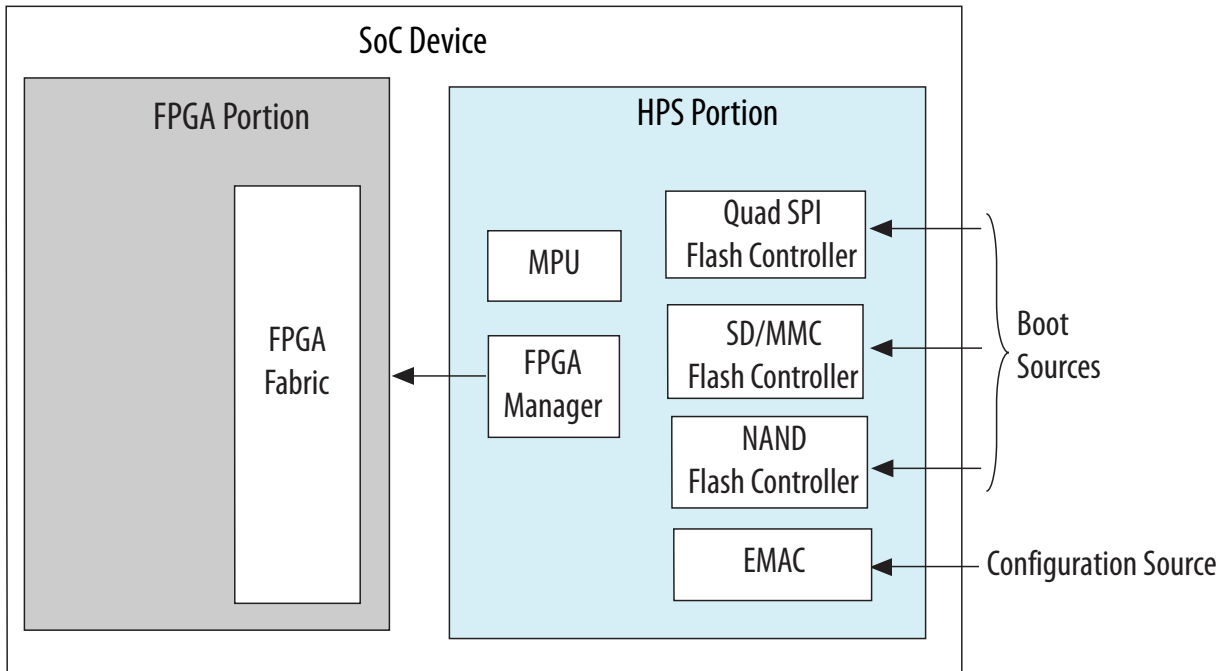 SoC Device
FPGA Portion
FPGA
Fabric
HPS Portion
MPU
FPGA
Manager
Quad SPI
Flash Controller
SD/MMC
Flash Controller
NAND
Flash Controller
EMAC
Boot
Sources
Configuration Source